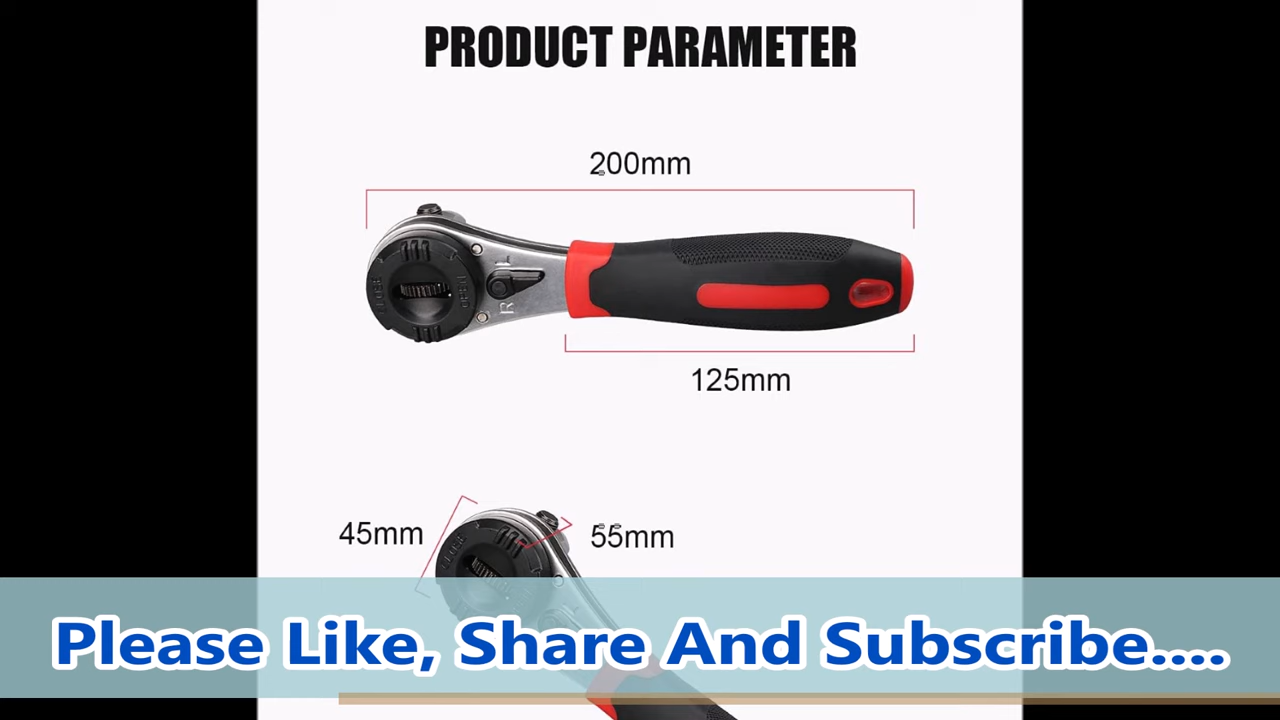 PRODUCT PARAMETER
200mm
L
R
125mm
45mm
55mm
Please Like, Share And Subscribe....